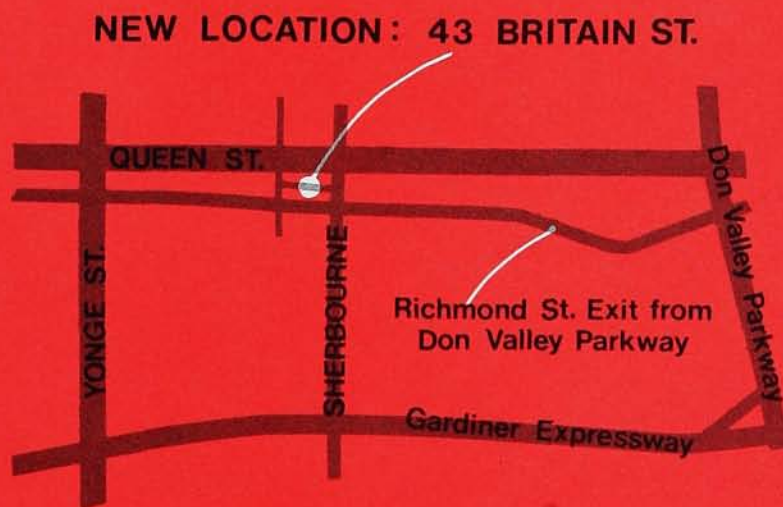 NEW LOCATION: 43 BRITAIN ST.
QUEEN ST.
Don Valley Parkway
YONGE ST.
SHERBOURNE
Richmond St. Exit from
Don Valley Parkway
Gardiner Expressway